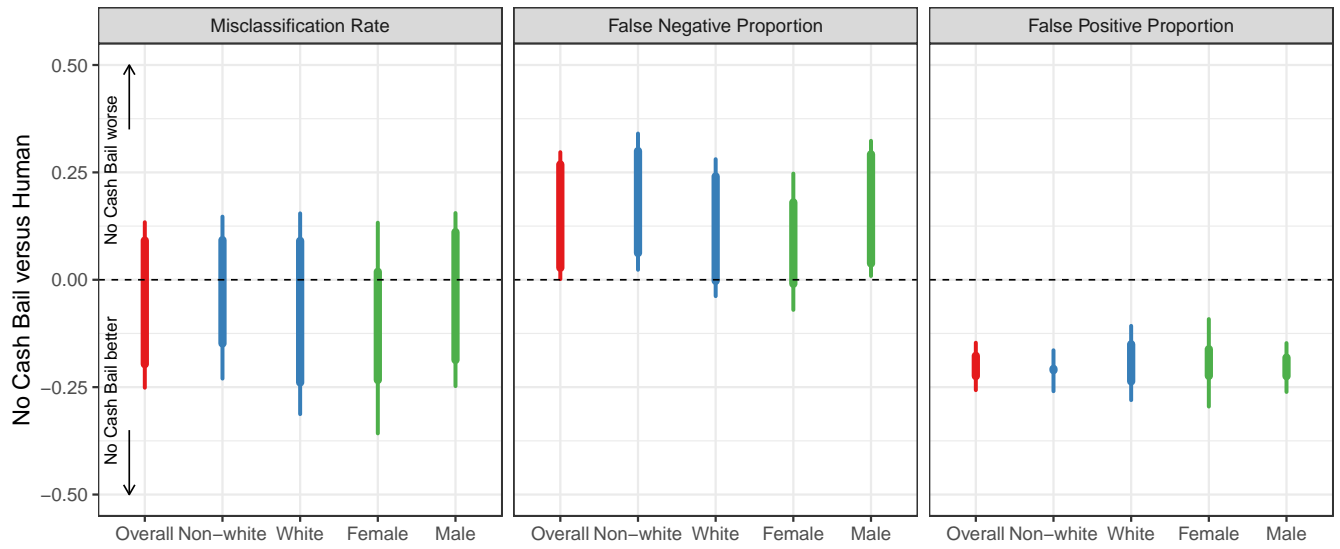 Misclassification Rate
False Negative Proportion
False Positive Proportion
No Cash Bail versus Human
0.50
0.25
0.00
−0.25
−0.50
No Cash Bail worse
No Cash Bail better
Overall Non−white White Female Male
Overall Non−white White Female Male
Overall Non−white White Female Male